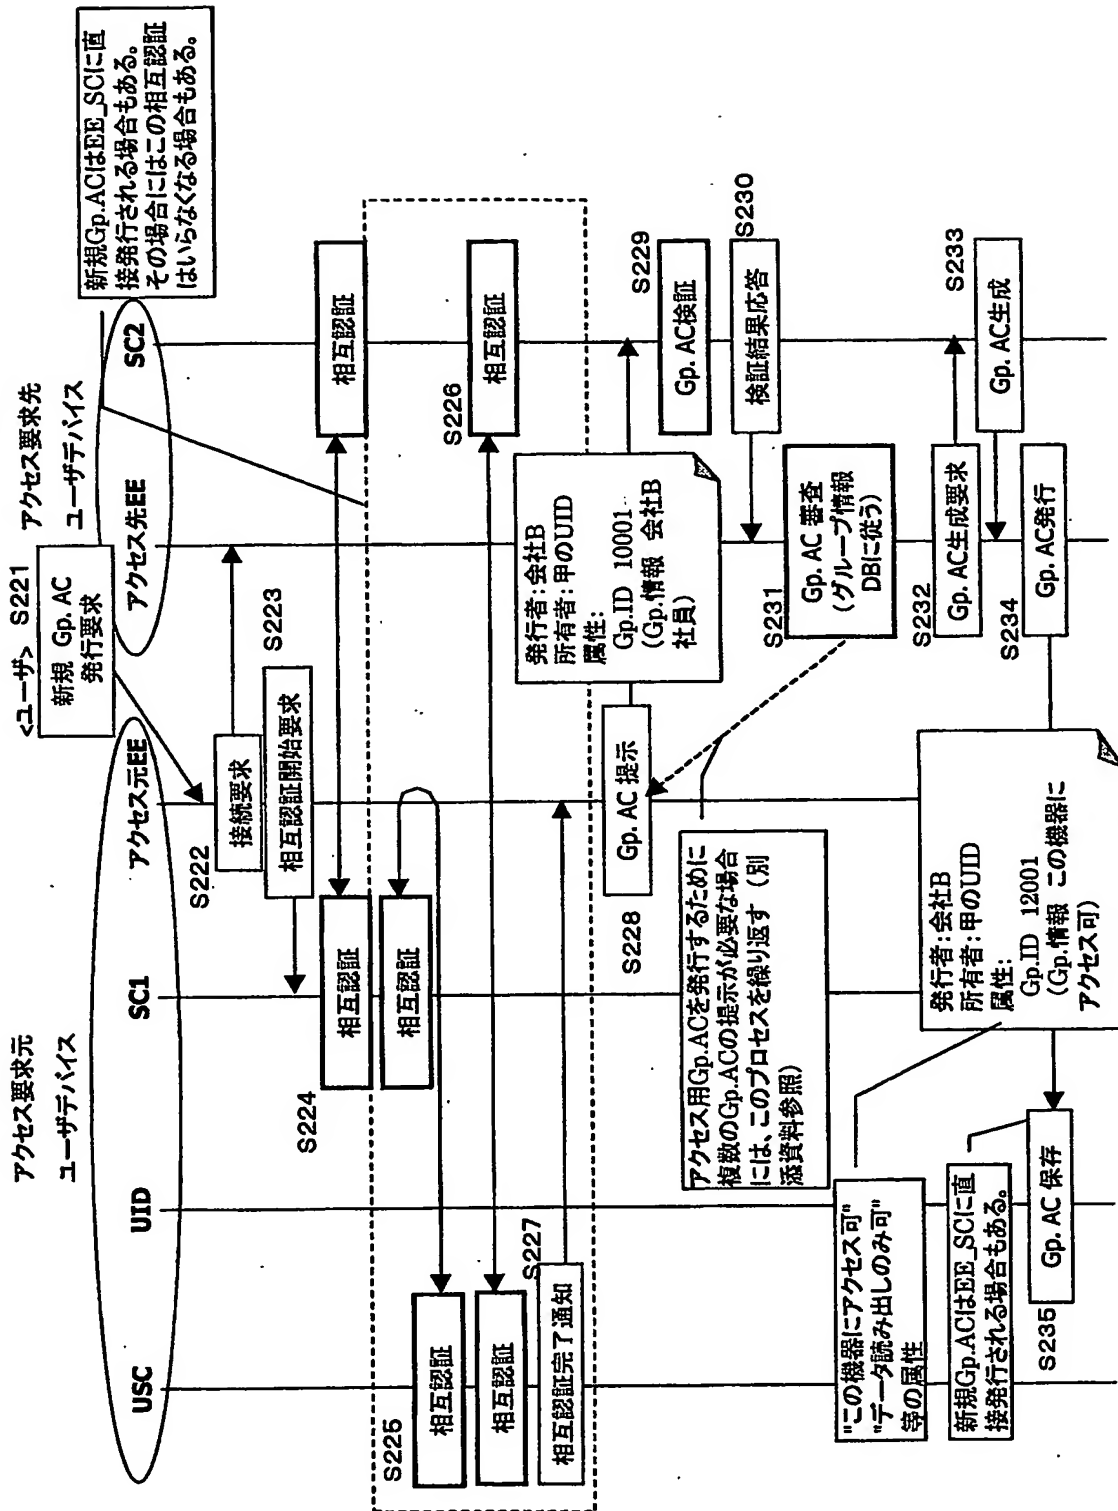 アクセス要求元
ユーザデバイス
USC
UID
SC1
アクセス元EE
<ユーザ> S221
新規 Gp. AC
発行要求
アクセス要求先
ユーザデバイス
アクセス先EE
SC2
新規Gp.ACはEE_SCに直
接発行される場合もある。
その場合にはこの相互認証
はいらなくなる場合もある。
S222
接続要求
S223
相互認証開始要求
S224
相互認証
相互認証
S225
相互認証
相互認証
S226
相互認証
相互認証
S227
相互認証完了通知
S228
Gp. AC 提示
発行者:会社B
所有者:甲のUID
属性:
Gp.ID 10001
(Gp.情報 会社B
社員)
S229
Gp. AC検証
S230
検証結果応答
S231
Gp. AC 審査
(グループ情報
DBに従う)
アクセス用Gp.ACを発行するために
複数のGp.ACの提示が必要な場合
には、このプロセスを繰り返す(別
添資料参照)
S232
Gp. AC生成要求
S233
Gp. AC生成
S234
Gp. AC発行
発行者:会社B
所有者:甲のUID
属性:
Gp.ID 12001
(Gp.情報 この機器に
アクセス可)
"この機器にアクセス可"
"データ読み出しのみ可"
等の属性
新規Gp.ACはEE_SCに直
接発行される場合もある。
S235
Gp. AC 保存